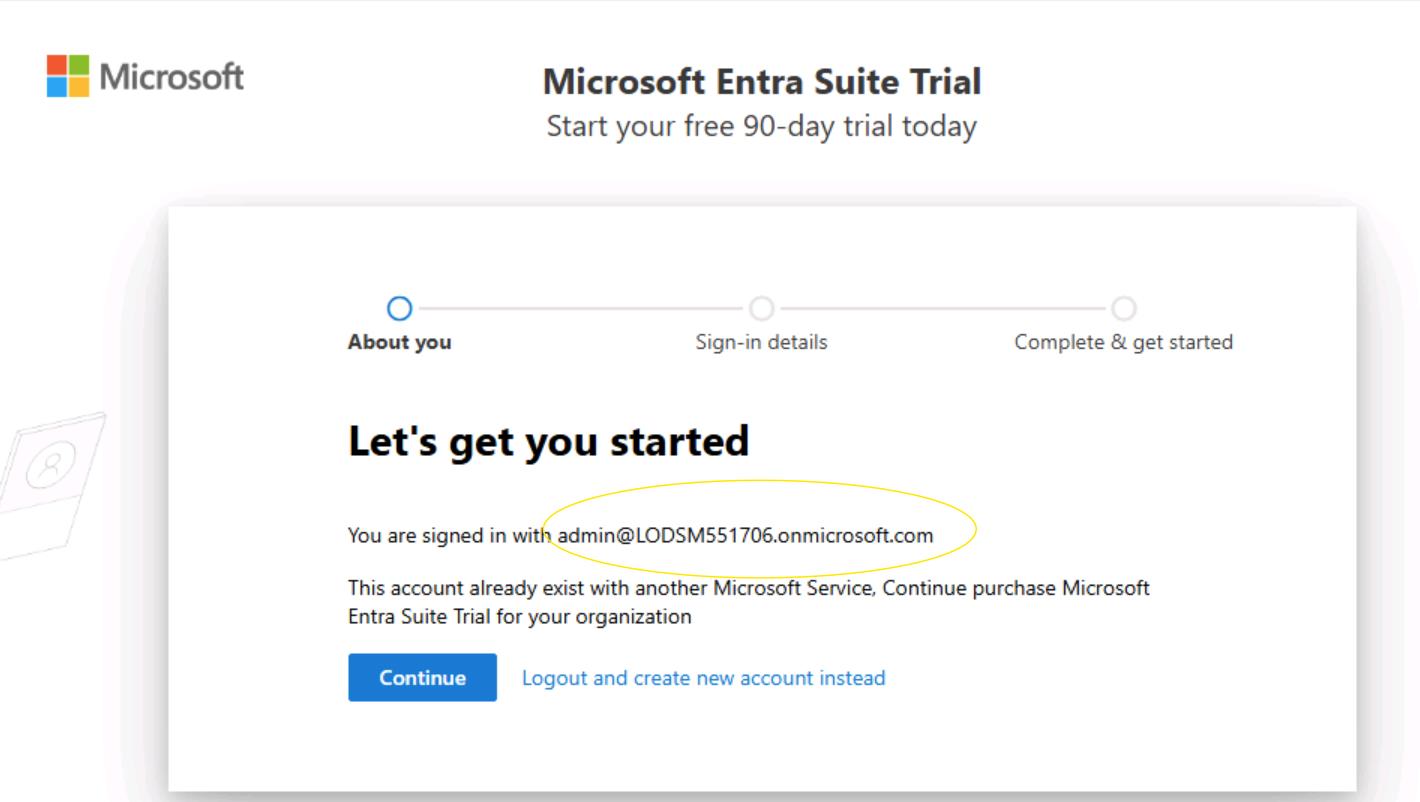 Microsoft
Microsoft Entra Suite Trial
Start your free 90-day trial today
About you
Sign-in details
Complete & get started
Let's get you started
You are signed in with admin@LODSM551706.onmicrosoft.com
This account already exist with another Microsoft Service, Continue purchase Microsoft
Entra Suite Trial for your organization
Continue
Logout and create new account instead